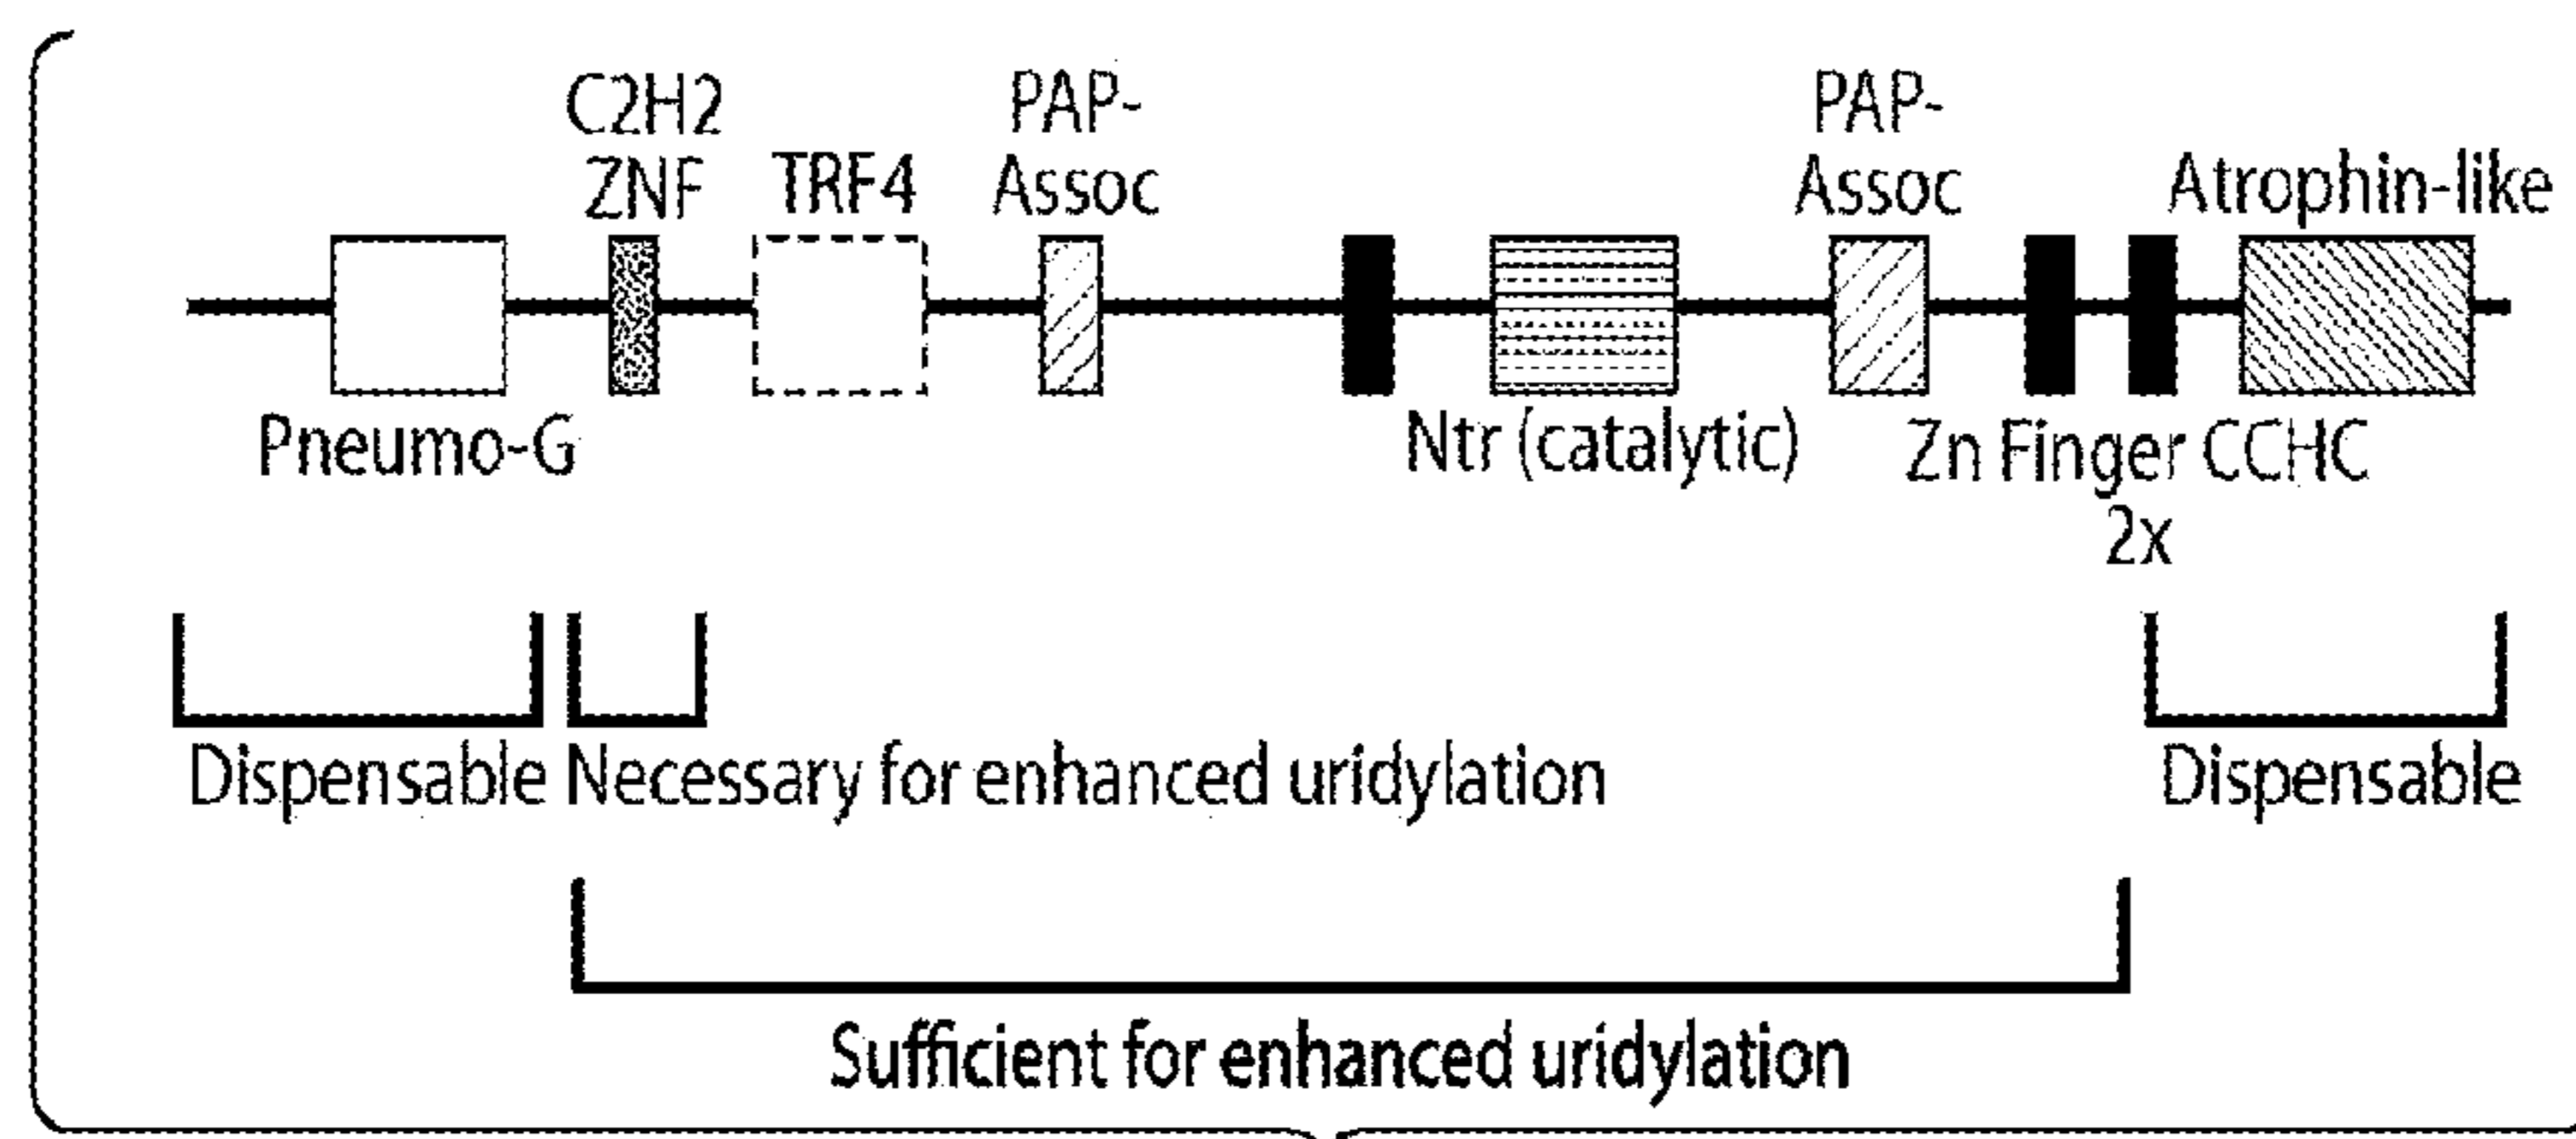 C2H2
ZNF
TRF4
PAP-
Assoc
PAP-
Assoc
Atrophin-like
Pneumo-G
Ntr (catalytic)
Zn Finger CCHC
2x
Dispensable
Necessary for enhanced uridylation
Dispensable
Sufficient for enhanced uridylation